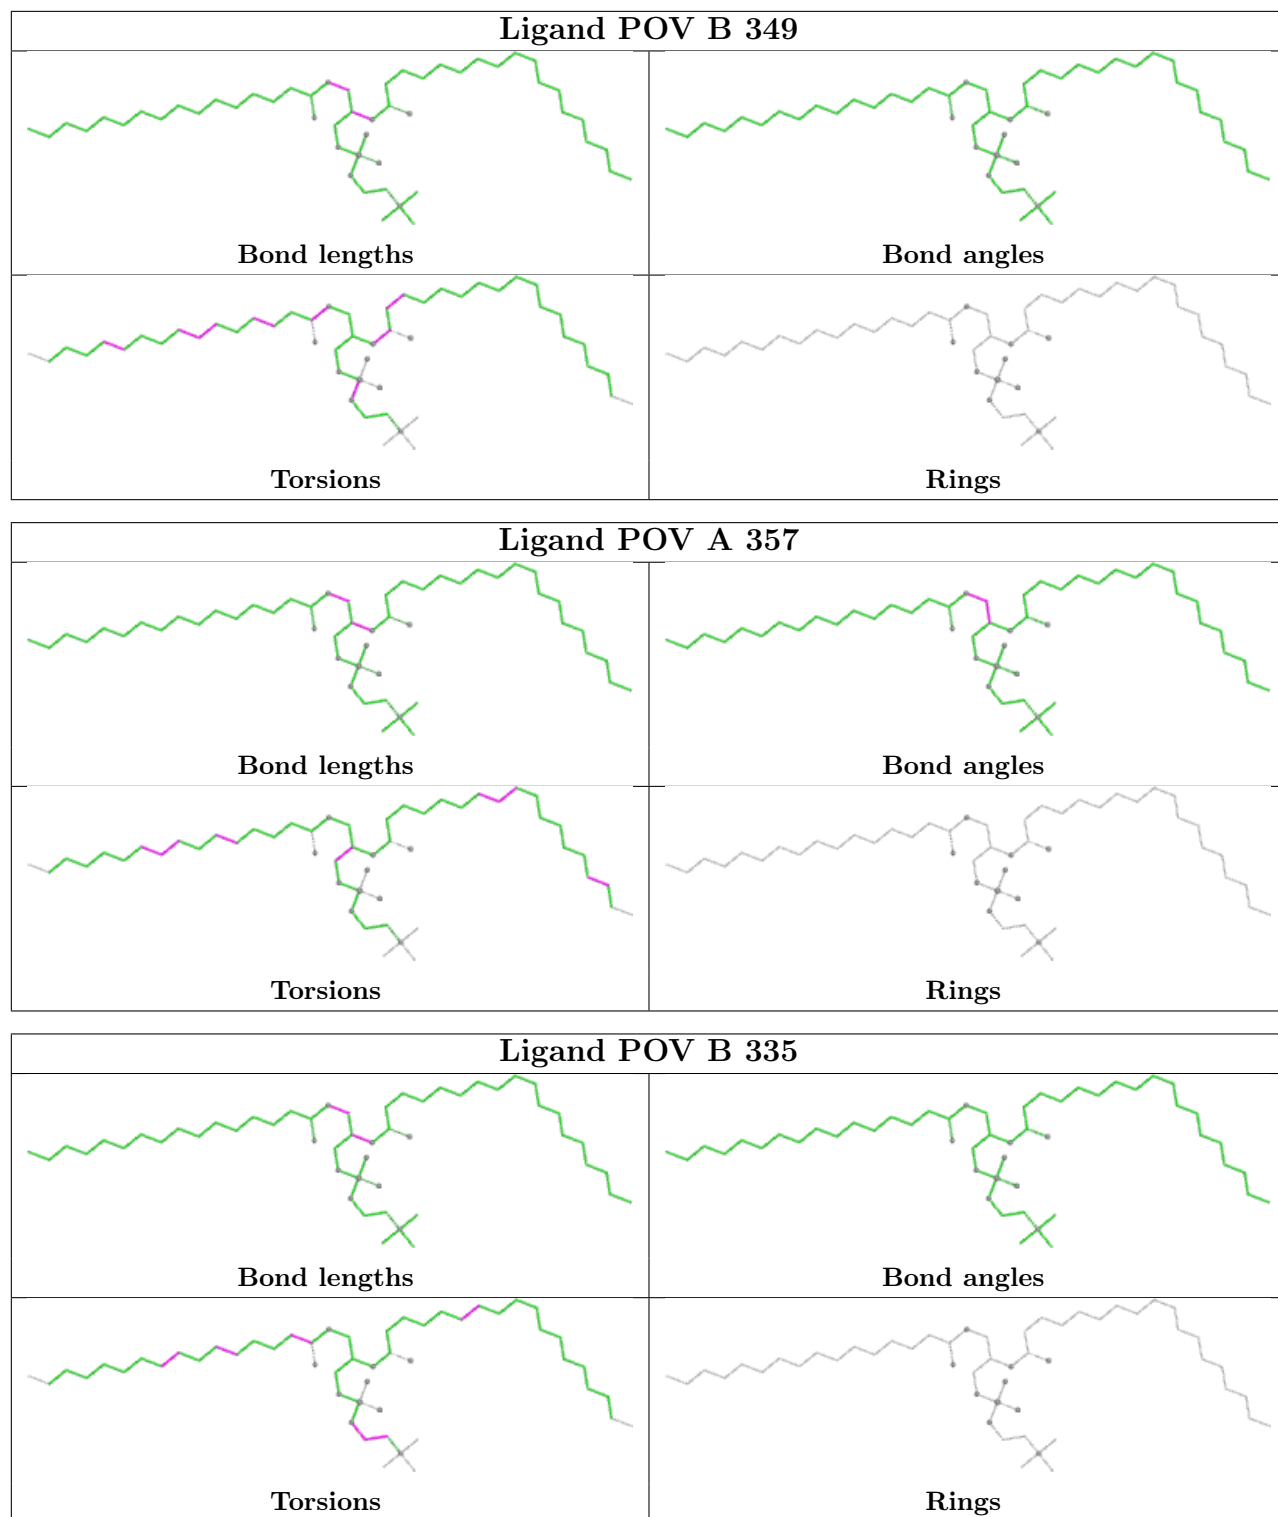 Ligand POV B 349
Bond lengths
Bond angles
Torsions
Rings
Ligand POV A 357
Bond lengths
Bond angles
Torsions
Rings
Ligand POV B 335
Bond lengths
Bond angles
Torsions
Rings